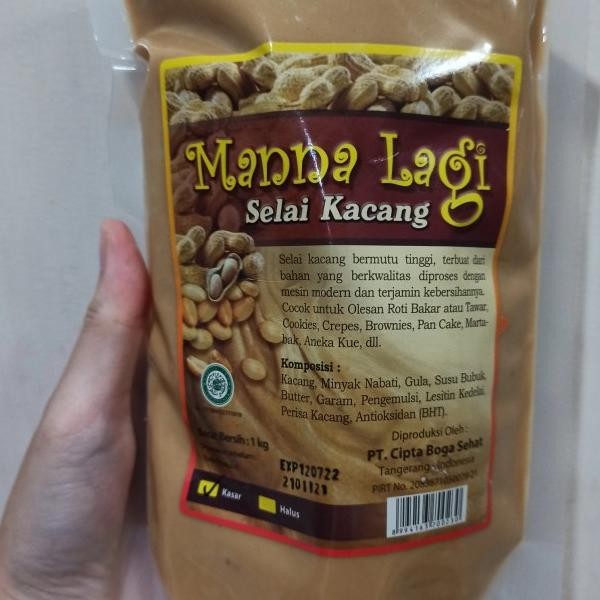 Manna Lagi
Selai Kacang
Selai kacang bermutu tinggi, terbuat dari
bahan yang berkwalitas diproses dengan
mesin modern dan terjamin kebersihannya.
Cocok untuk Olesan Roti Bakar atau Tawar,
Cookies, Crepes, Brownies, Pan Cake, Marta-
bak, Aneka Kue, dll.
Komposisi :
Kacang, Minyak Nabati, Gula, Susu Bubuk,
Butter, Garam, Pengemulsi, Lesitin Kedelai,
Perisa Kacang, Antioksidan (BHT).
Diproduksi Oleh :
PT. Cipta Boga Sehat
Tangerang - Indonesia
PIRT No.
Berat Bersih : 1 kg
EXP120722
2101121
Kasar
Halus